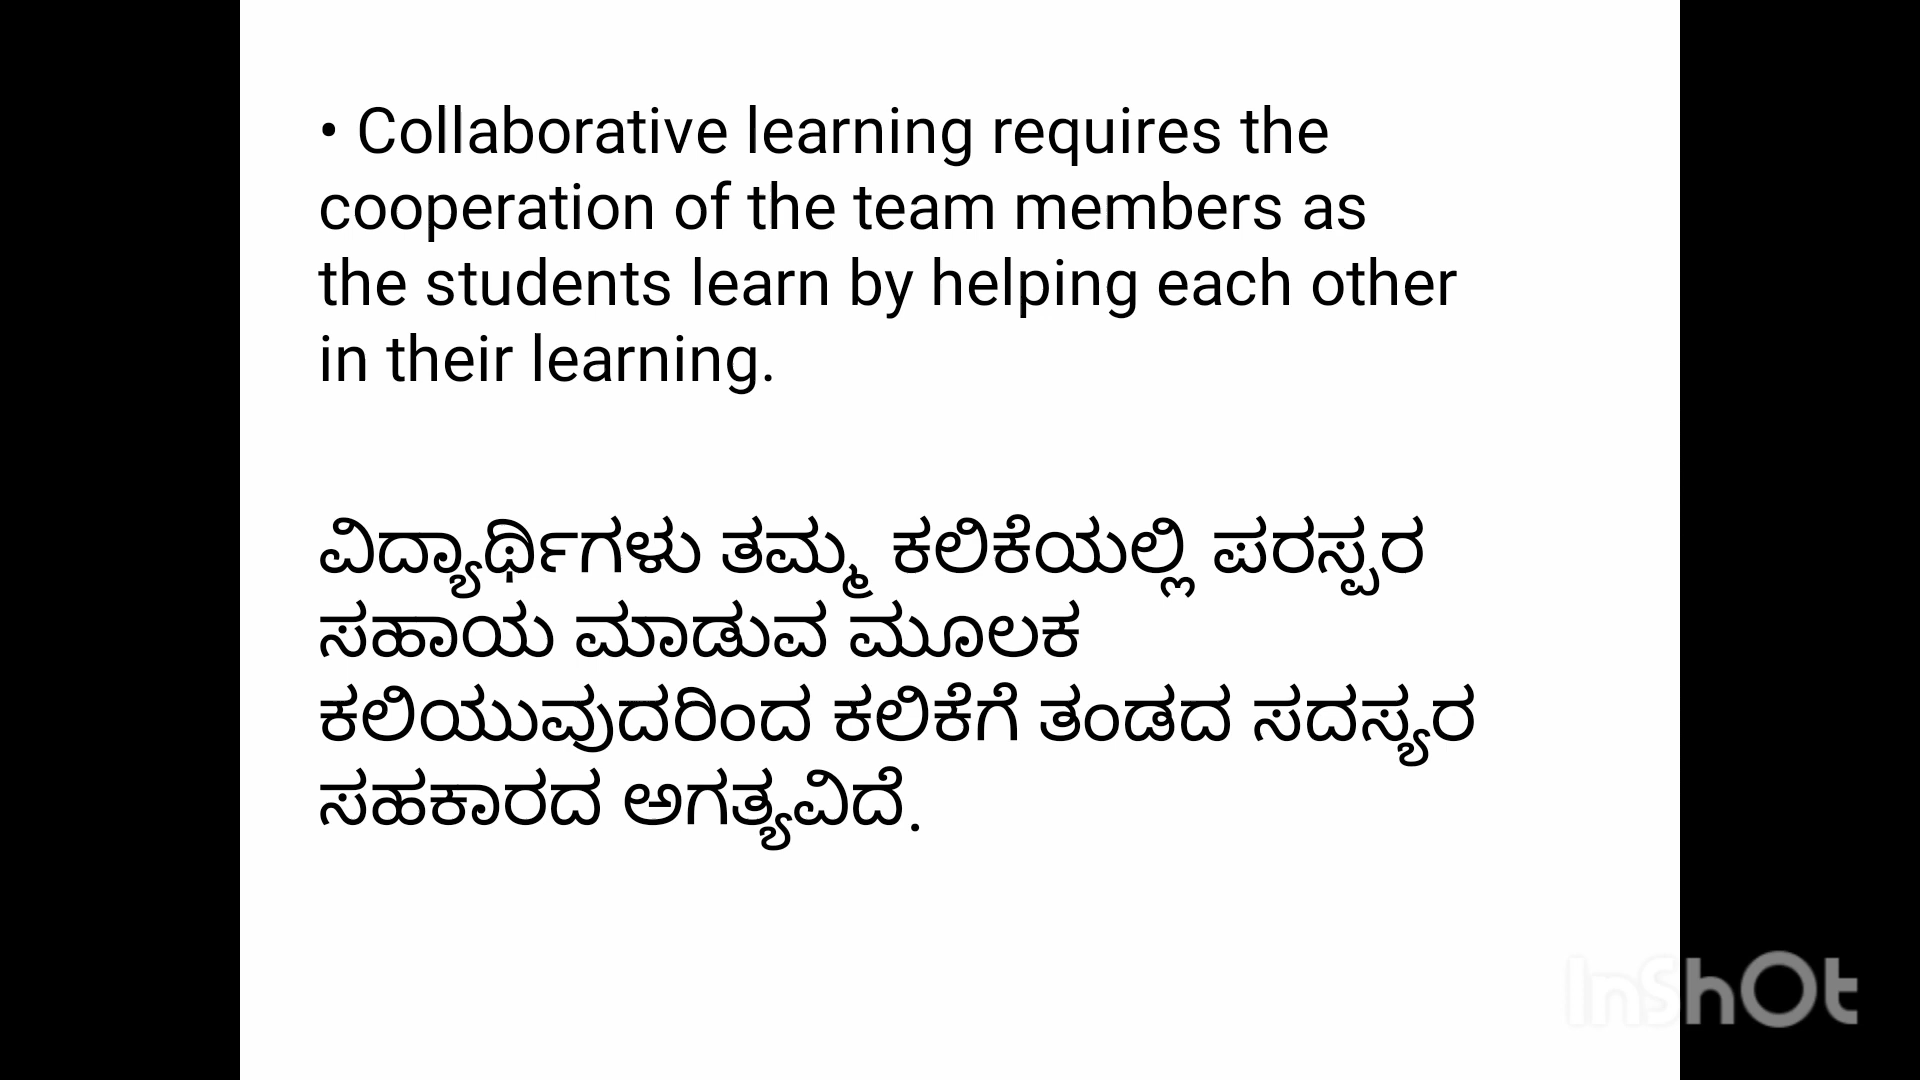 • Collaborative learning requires the
cooperation of the team members as
the students learn by helping each other
in their learning.
ವಿದ್ಯಾರ್ಥಿಗಳು ತಮ್ಮ ಕಲಿಕೆಯಲ್ಲಿ ಪರಸ್ಪರ
ಸಹಾಯ ಮಾಡುವ ಮೂಲಕ
ಕಲಿಯುವುದರಿಂದ ಕಲಿಕೆಗೆ ತಂಡದ ಸದಸ್ಯರ
ಸಹಕಾರದ ಅಗತ್ಯವಿದೆ.
InShOt